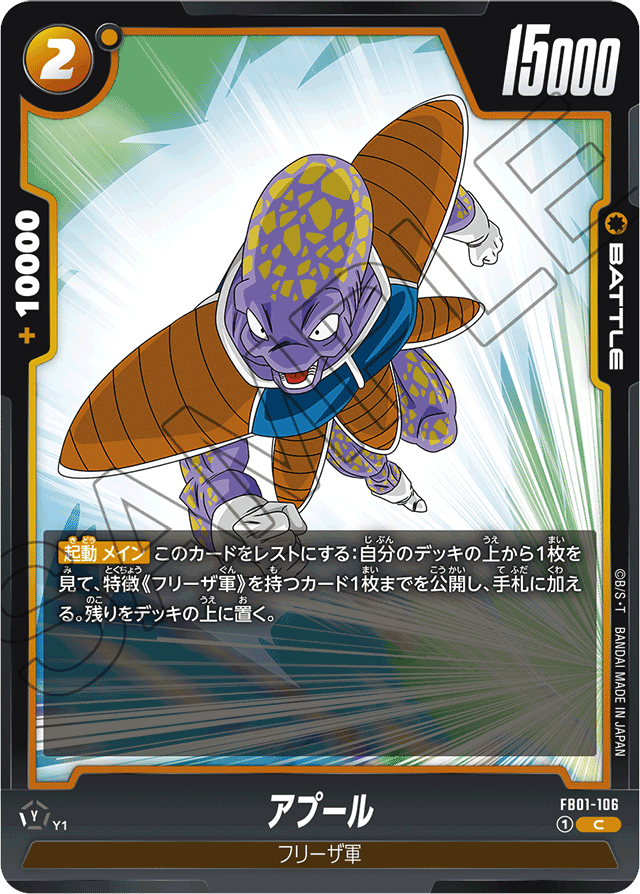 2
15000
+ 10000
BATTLE
SAMPLE
起動 メイン このカードをレストにする:自分のデッキの上から1枚を
見て、特徴《フリーザ軍》を持つカード1枚までを公開し、手札に加え
る。残りをデッキの上に置く。
©B/S・T BANDAI MADE IN JAPAN
アプール
FB01-106
Y Y1
1 C
フリーザ軍